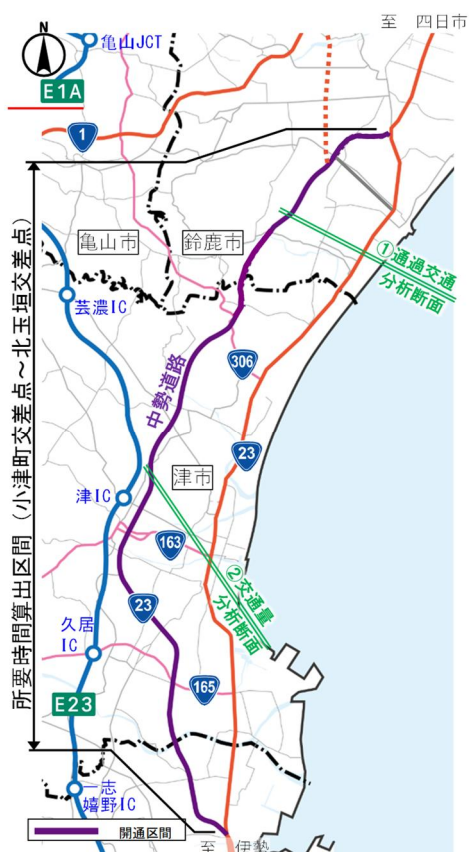 至 四日市
N
亀山JCT
E1A
1
亀山市
鈴鹿市
①通過交通
分析断面
芸濃IC
306
中勢道路
23
津市
津IC
163
②交通量
分析断面
23
久居
IC
165
E23
一志
嬉野IC
所要時間算出区間（小津町交差点～北玉垣交差点）
開通区間
至 伊勢